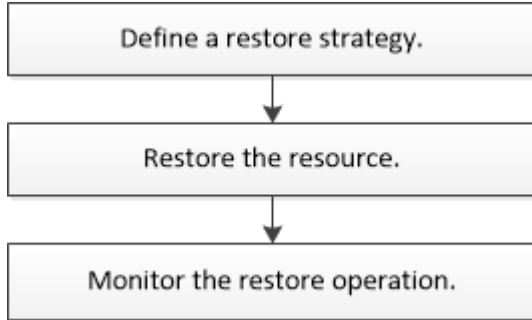 Define a restore strategy.
Restore the resource.
Monitor the restore operation.